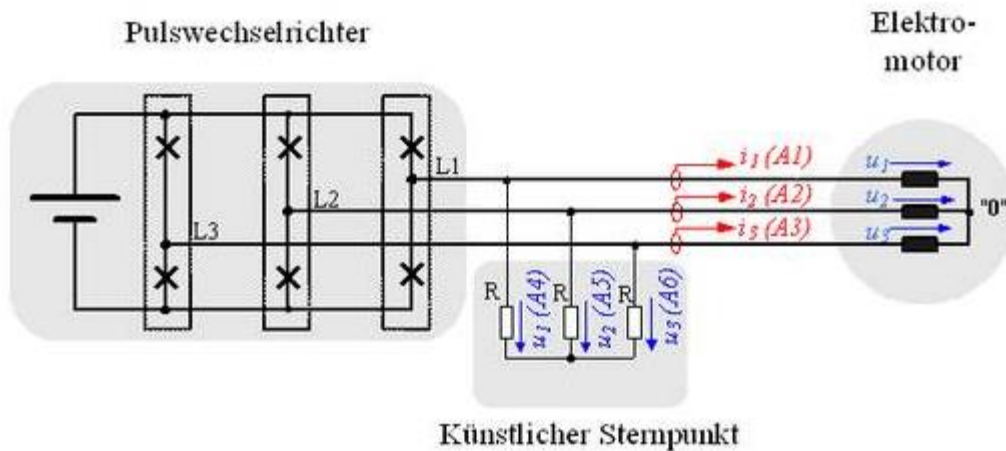 Pulswechselrichter
Elektro-
motor
L1
L2
L3
i1 (A1)
i2 (A2)
i3 (A3)
u1
u2
u3
"0"
R
R
R
u1 (A4)
u2 (A5)
u3 (A6)
Künstlicher Sternpunkt